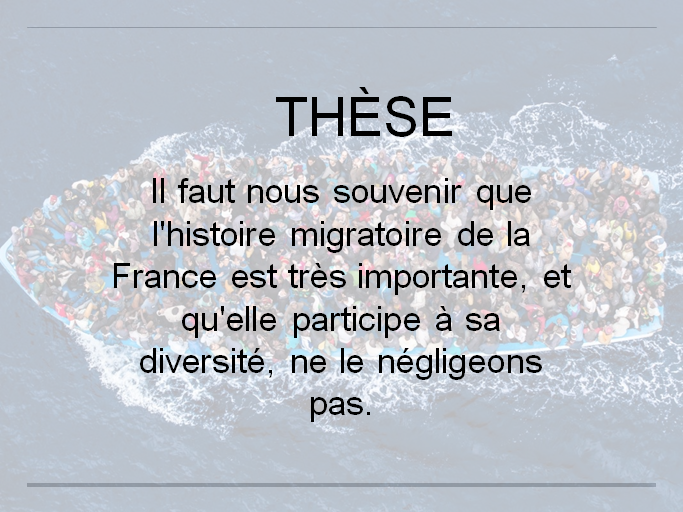 THÈSE
Il faut nous souvenir que
l'histoire migratoire de la
France est très importante, et
qu'elle participe à sa
diversité, ne le négligeons
pas.